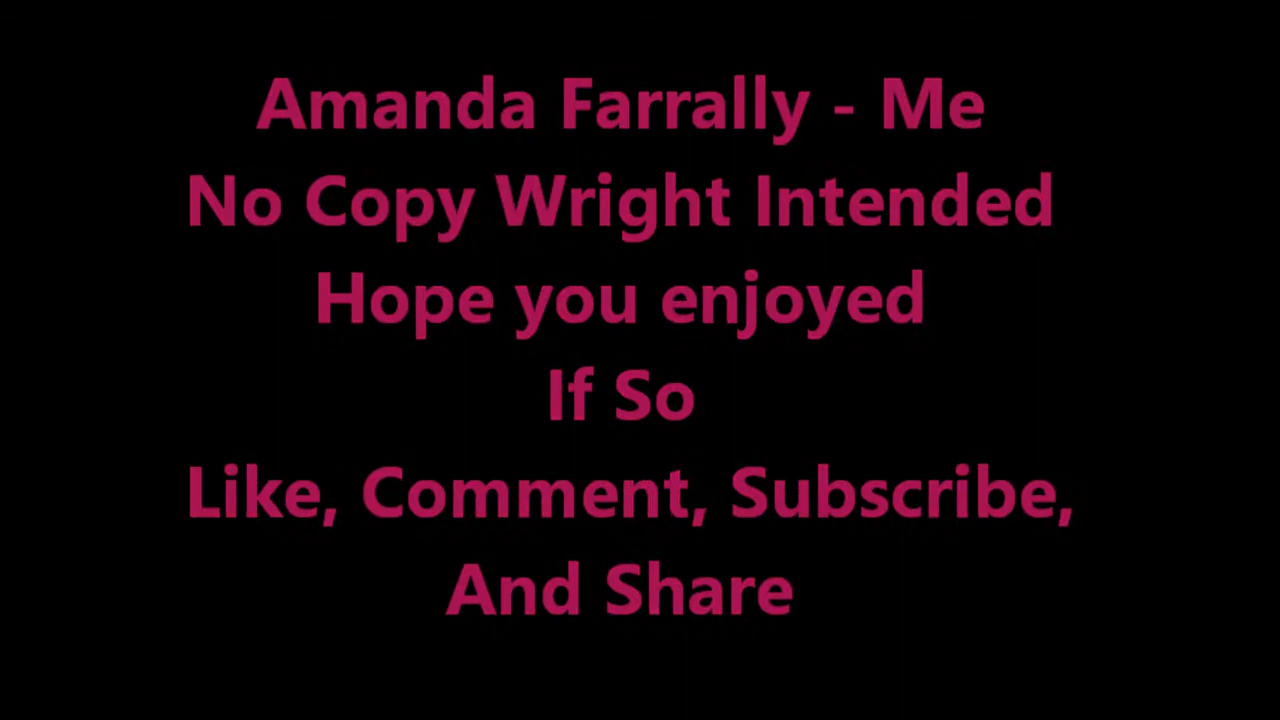 Amanda Farrally - Me
No Copy Wright Intended
Hope you enjoyed
If So
Like, Comment, Subscribe,
And Share